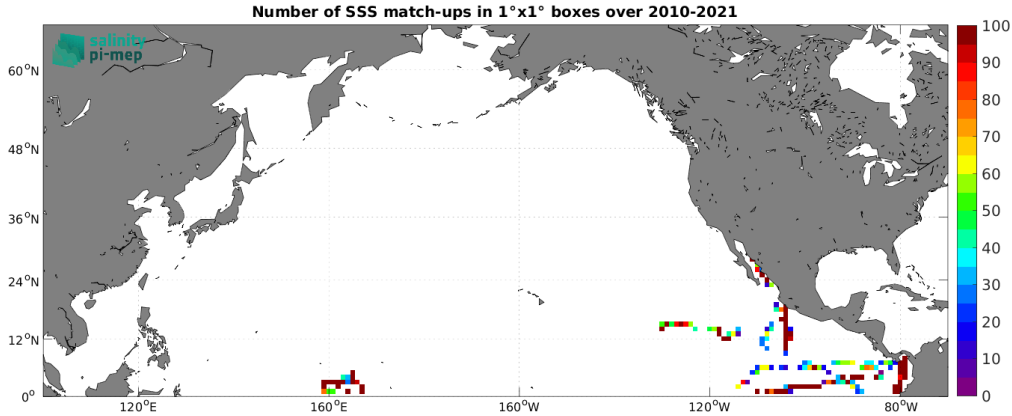 Number of SSS match-ups in 1°x1° boxes over 2010-2021
salinity
pi-mep
60°N
48°N
36°N
24°N
12°N
0°
120°E
160°E
160°W
120°W
80°W
100
90
80
70
60
50
40
30
20
10
0